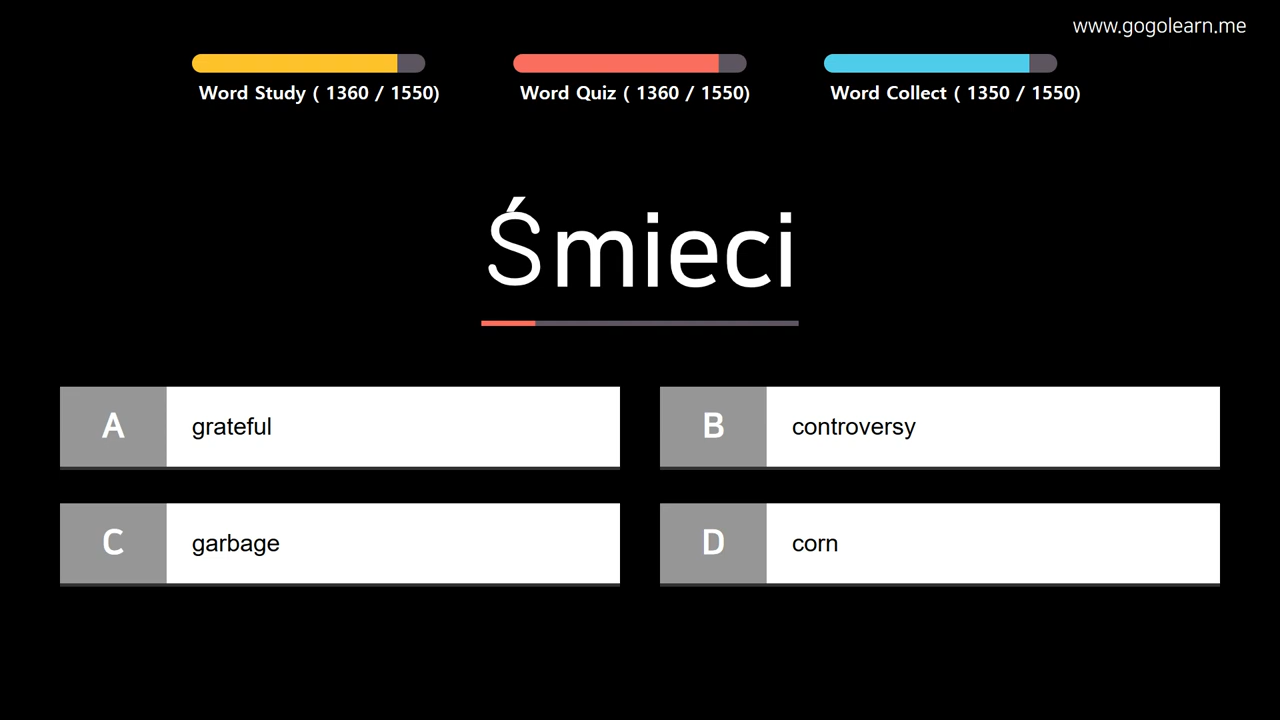 www.gogolearn.me
Word Study ( 1360 / 1550)
Word Quiz ( 1360 / 1550)
Word Collect ( 1350 / 1550)
Śmieci
A grateful
B controversy
C garbage
D corn